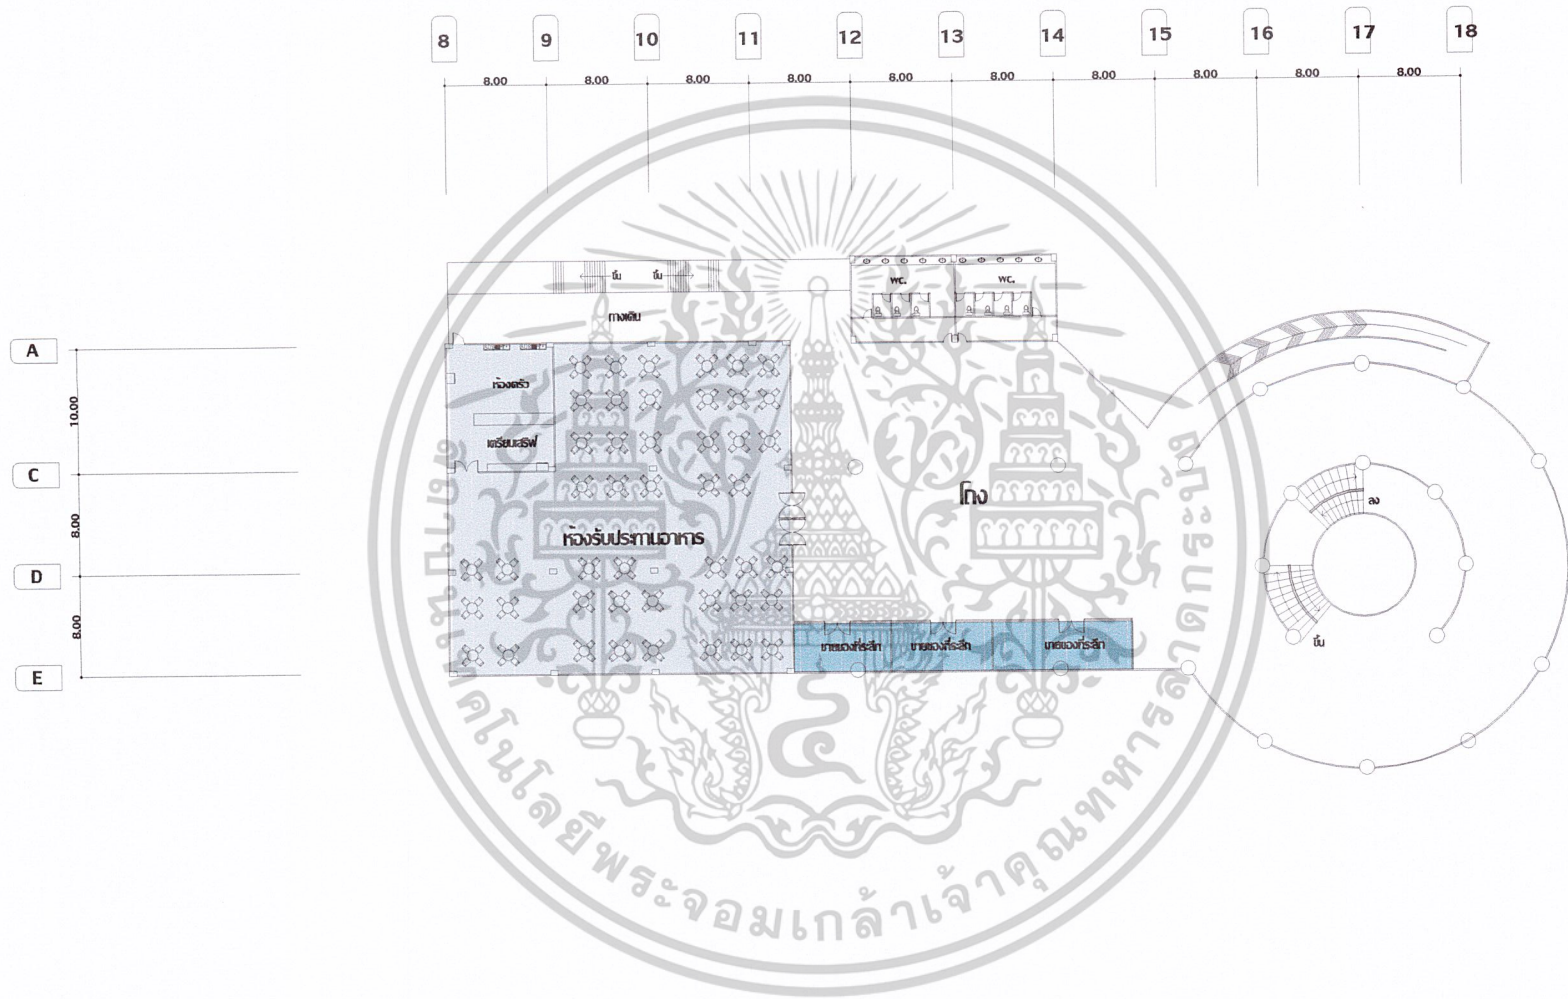 8 9 10 11 12 13 14 15 16 17 18
8.00 8.00 8.00 8.00 8.00 8.00 8.00 8.00 8.00 8.00
ขึ้น ขึ้น
wc. wc.
ทางเดิน
A
ห้องครัว
10.00
เตรียมเสริฟ
C
โถง
ลง
8.00
ห้องรับประทานอาหาร
D
8.00
ขายของที่ระลึก ขายของที่ระลึก ขายของที่ระลึก
ขึ้น
E
๔
คโนโลยีพระจอมเกล้าเจ้าคุณทหารลาดกระบัง